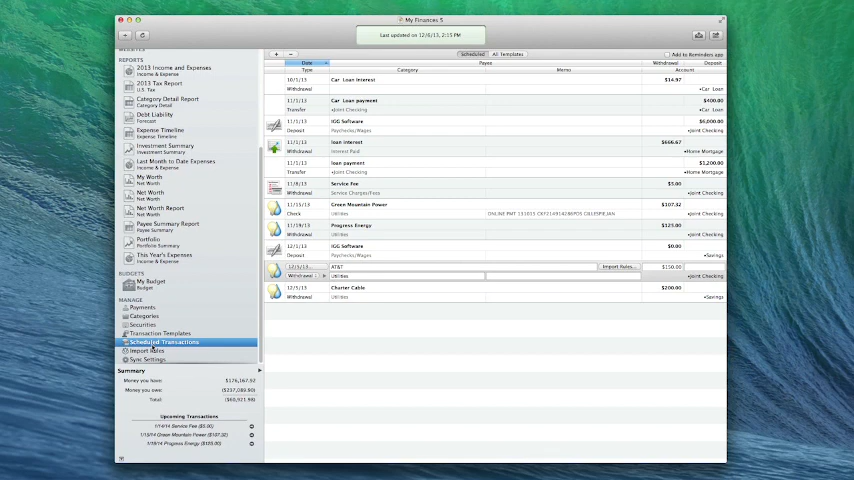 My Finances 5
Last updated on 12/6/13, 2:15 PM
REPORTS
2013 Income and Expenses
Income & Expense
2013 Tax Report
U.S. Tax
Category Detail Report
Category Detail
Debt Liability
Forecast
Expense Timeline
Expense Timeline
Investment Summary
Investment Summary
Last Month to Date Expenses
Income & Expense
My Worth
Net Worth
Net Worth
Net Worth
Net Worth Report
Net Worth
Payee Summary Report
Payee Summary
Portfolio
Portfolio Summary
This Year's Expenses
Income & Expense
BUDGETS
My Budget
Budget
MANAGE
Payments
Categories
Securities
Transaction Templates
Scheduled Transactions
Import Rules
Sync Settings
Summary
Money you have: $176,167.92
Money you owe: ($237,089.90)
Total: ($60,921.98)
Upcoming Transactions
1/14/14 Service Fee ($5.00)
1/15/14 Green Mountain Power ($107.32)
1/19/14 Progress Energy ($125.00)
Scheduled All Templates Add to Reminders app
Date Payee Withdrawal Deposit
Type Category Memo Account
10/1/13 Car Loan Interest $14.97
Withdrawal •Car Loan
11/1/13 Car Loan payment $400.00
Transfer •Joint Checking •Car Loan
11/1/13 IGG Software $6,000.00
Deposit Paychecks/Wages •Joint Checking
11/1/13 loan interest $666.67
Withdrawal Interest Paid •Home Mortgage
11/1/13 loan payment $1,200.00
Transfer •Joint Checking •Home Mortgage
11/8/13 Service Fee $5.00
Withdrawal Service Charges/Fees •Joint Checking
11/15/13 Green Mountain Power $107.32
Check Utilities ONLINE PMT 131015 CKF214914286POS GILLESPIE,IAN •Joint Checking
11/19/13 Progress Energy $125.00
Withdrawal Utilities •Joint Checking
12/1/13 IGG Software $0.00
Deposit Paychecks/Wages •Savings
12/5/13... AT&T Import Rules... $150.00
Withdrawal Utilities •Joint Checking
12/5/13 Charter Cable $200.00
Withdrawal Utilities •Savings